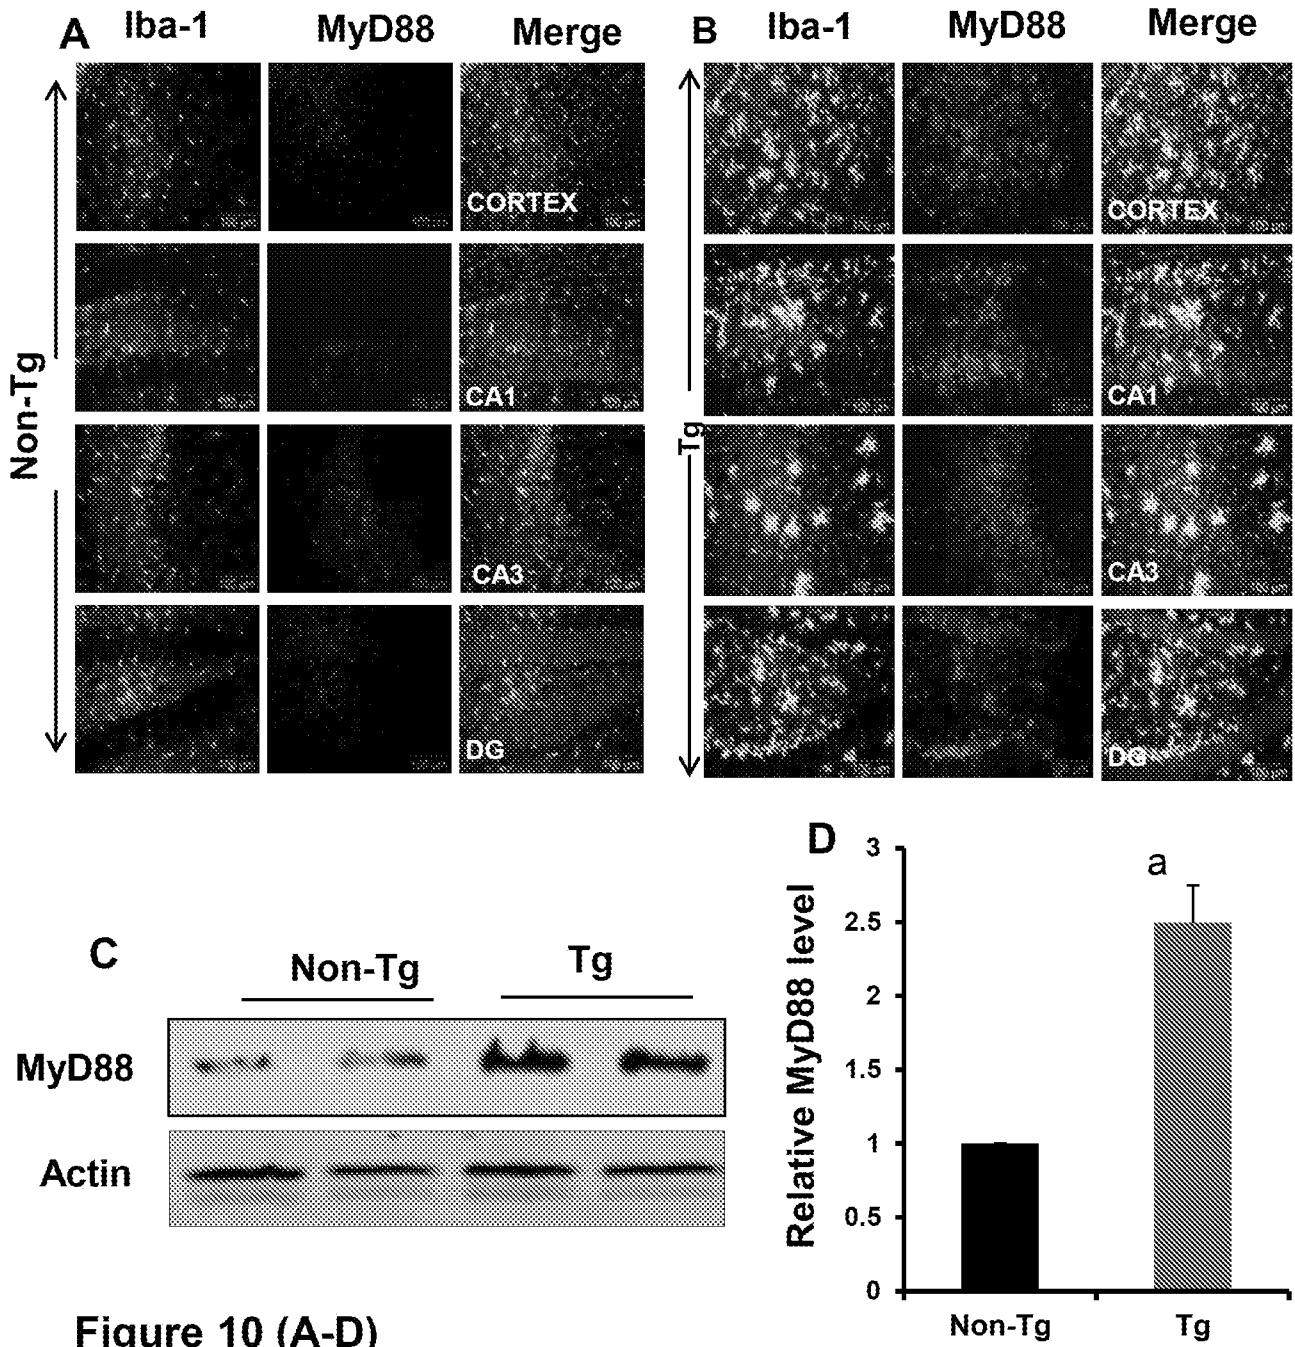 A Iba-1 MyD88 Merge
B Iba-1 MyD88 Merge
Non-Tg
CORTEX
CA1
CA3
DG
Tg
CORTEX
CA1
CA3
DG
C
Non-Tg Tg
MyD88
Actin
D
Relative MyD88 level
3
2.5
2
1.5
1
0.5
0
a
Non-Tg Tg
Figure 10 (A-D)